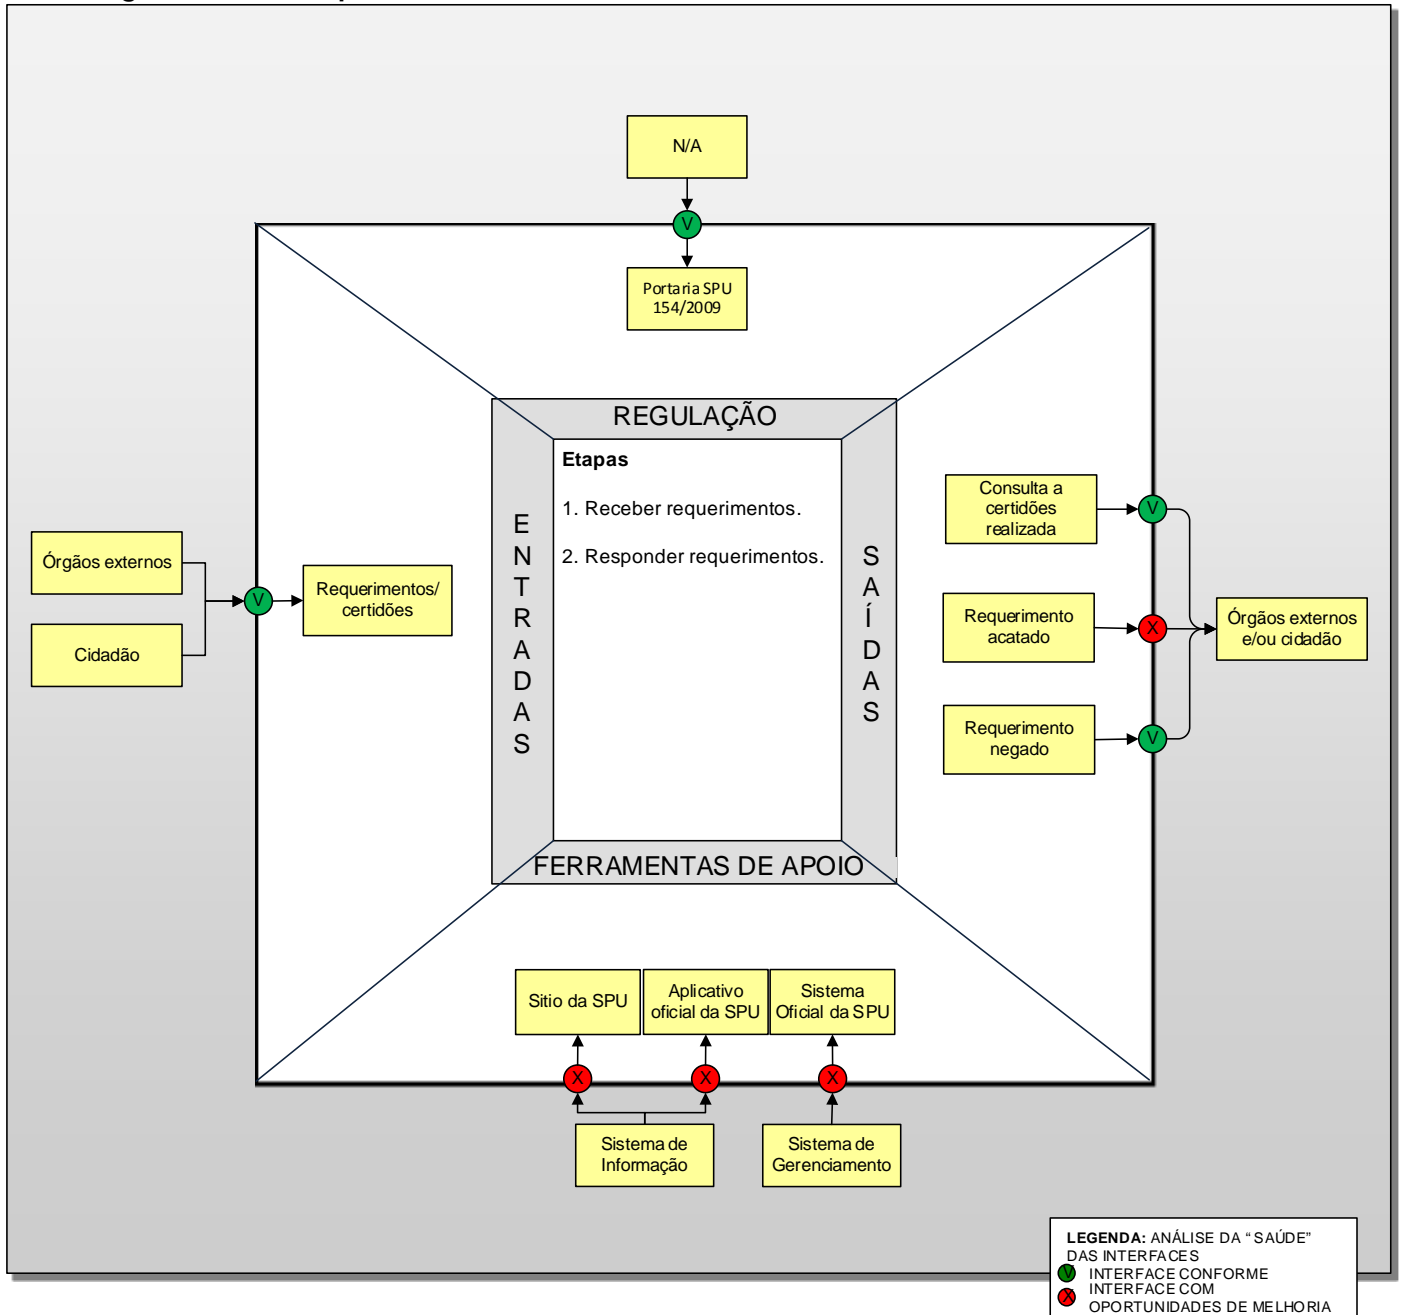 N/A
V
Portaria SPU
154/2009
REGULAÇÃO
Etapas
1. Receber requerimentos.
2. Responder requerimentos.
ENTRADAS
SAÍDAS
FERRAMENTAS DE APOIO
Órgãos externos
Cidadão
V
Requerimentos/
certidões
Consulta a
certidões
realizada
V
Requerimento
acatado
X
Requerimento
negado
V
Órgãos externos
e/ou cidadão
Sitio da SPU
Aplicativo
oficial da SPU
Sistema
Oficial da SPU
X
X
X
Sistema de
Informação
Sistema de
Gerenciamento
LEGENDA: ANÁLISE DA “ SAÚDE”
DAS INTERFACES
V INTERFACE CONFORME
X INTERFACE COM
OPORTUNIDADES DE MELHORIA